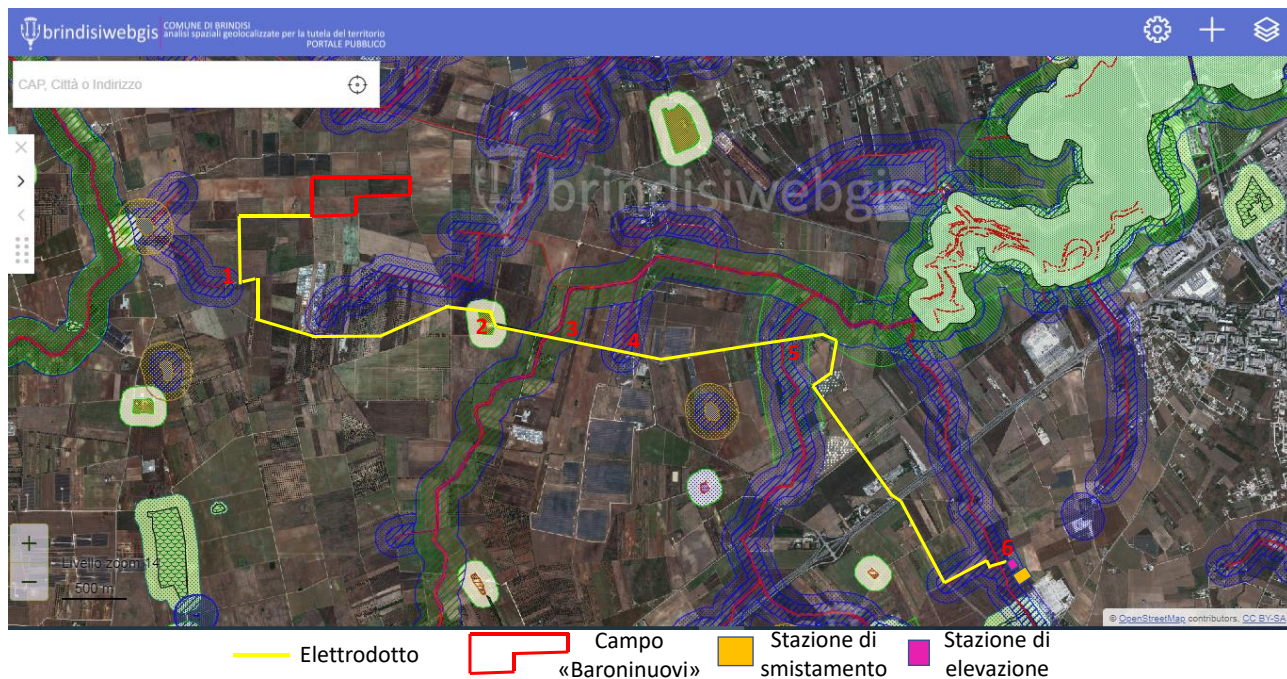 brindisiwebgis
COMUNE DI BRINDISI
analisi spaziali geolocalizzate per la tutela del territorio
PORTALE PUBBLICO
CAP, Città o Indirizzo
brindisiwebgis
1
2
3
4
5
6
+
Livello zoom 14
−
500 m
© OpenStreetMap contributors, CC BY-SA
Elettrodotto
Campo
«Baroninuovi»
Stazione di
smistamento
Stazione di
elevazione